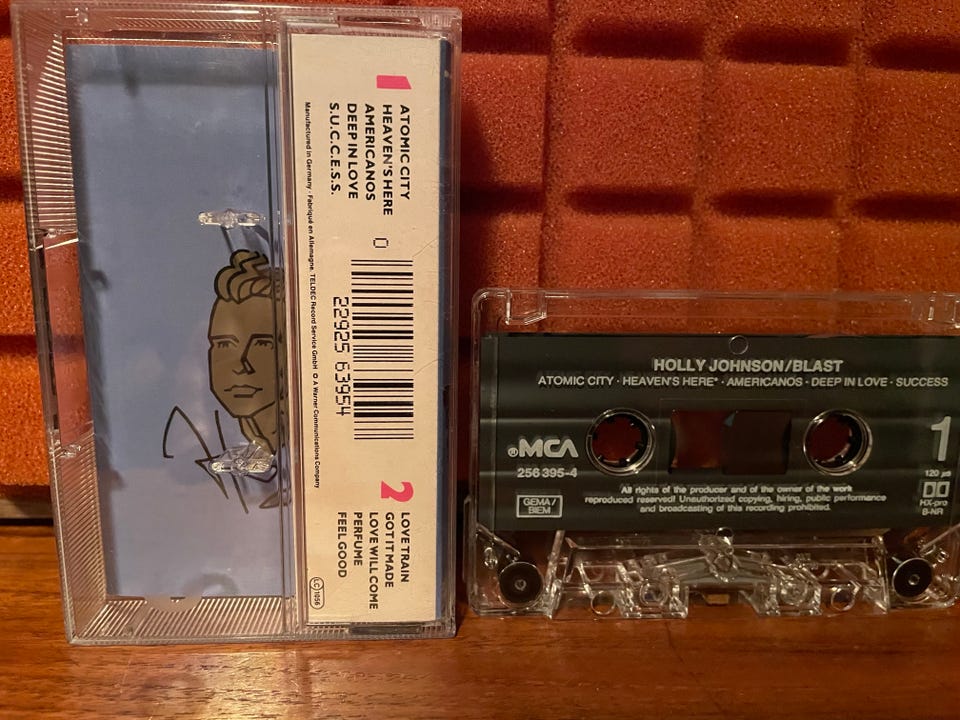 1
ATOMIC CITY
HEAVEN'S HERE
AMERICANOS
DEEP IN LOVE
S.U.C.C.E.S.S.
Manufactured in Germany · Fabriqué en Allemagne. TELDEC Record Service GmbH O A Warner Communications Company
0
22925 63954
2
LOVE TRAIN
GOT IT MADE
LOVE WILL COME
PERFUME
FEEL GOOD
LC 1056
HOLLY JOHNSON/BLAST
ATOMIC CITY · HEAVEN'S HERE* · AMERICANOS · DEEP IN LOVE · SUCCESS
®MCA
256 395-4
1
120 µs
GEMA/
BIEM
All rights of the producer and of the owner of the work
reproduced reserved! Unauthorized copying, hiring, public performance
and broadcasting of this recording prohibited.
HX-pro
B-NR